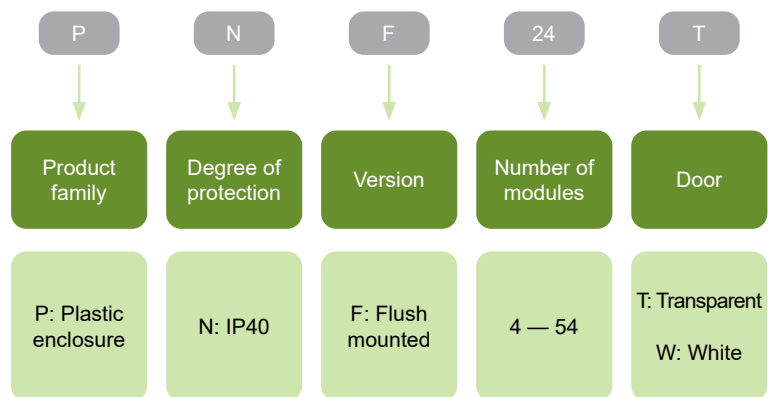 P
N
F
24
T
Product
family
Degree of
protection
Version
Number of
modules
Door
P: Plastic
enclosure
N: IP40
F: Flush
mounted
4 — 54
T: Transparent
W: White